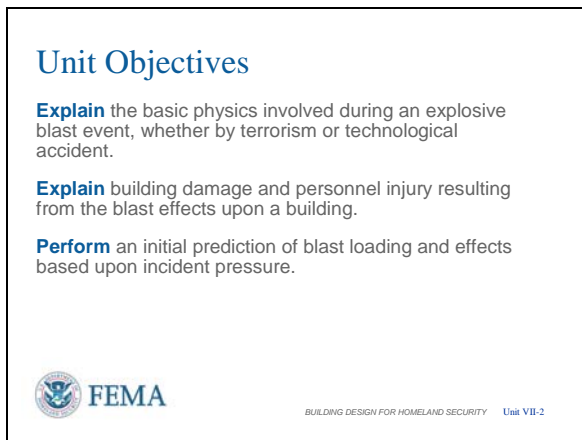 Unit Objectives
Explain the basic physics involved during an explosive
blast event, whether by terrorism or technological
accident.
Explain building damage and personnel injury resulting
from the blast effects upon a building.
Perform an initial prediction of blast loading and effects
based upon incident pressure.
FEMA
BUILDING DESIGN FOR HOMELAND SECURITY Unit VII-2